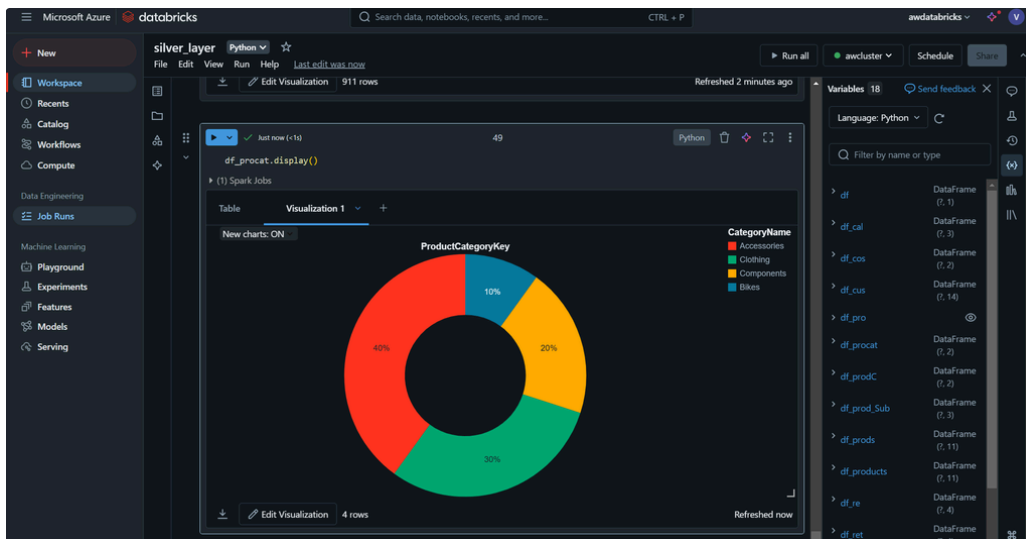 Microsoft Azure databricks Search data, notebooks, recents, and more... CTRL + P awdatabricks V
New
Workspace
Recents
Catalog
Workflows
Compute
Data Engineering
Job Runs
Machine Learning
Playground
Experiments
Features
Models
Serving
silver_layer Python
File Edit View Run Help Last edit was now
Run all awcluster Schedule Share
Edit Visualization 911 rows Refreshed 2 minutes ago
Just now (<1s) 49 Python
df_procat.display()
(1) Spark Jobs
Table Visualization 1 +
New charts: ON
ProductCategoryKey
CategoryName
Accessories
Clothing
Components
Bikes
10%
40%
20%
30%
Edit Visualization 4 rows Refreshed now
Variables 18 Send feedback
Language: Python
Filter by name or type
df DataFrame
(?, 1)
df_cal DataFrame
(?, 3)
df_cos DataFrame
(?, 2)
df_cus DataFrame
(?, 14)
df_pro
df_procat DataFrame
(?, 2)
df_prodC DataFrame
(?, 2)
df_prod_Sub DataFrame
(?, 3)
df_prods DataFrame
(?, 11)
df_products DataFrame
(?, 11)
df_re DataFrame
(?, 4)
df_ret DataFrame